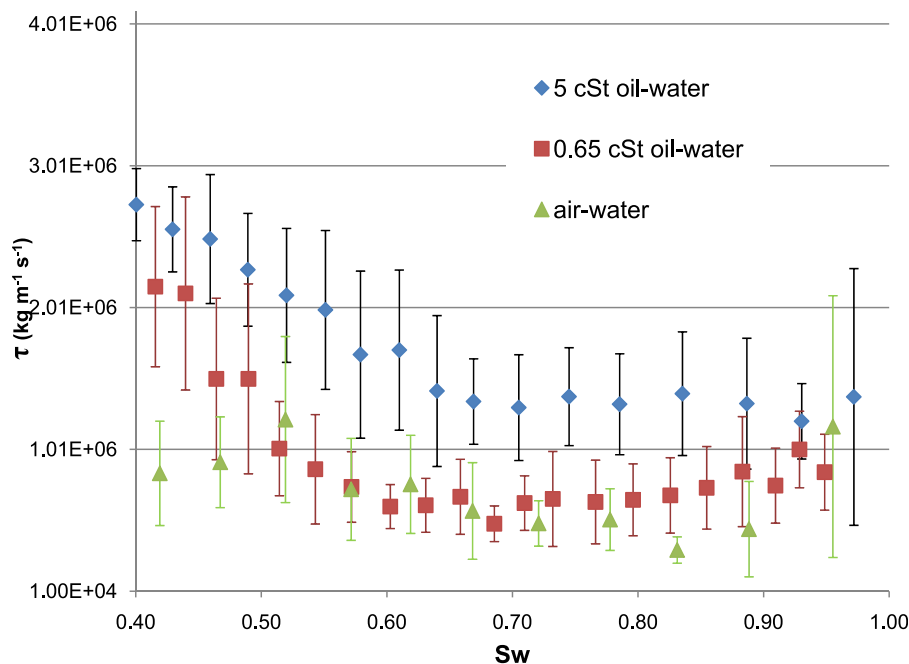 4.01E+06
3.01E+06
2.01E+06
1.01E+06
1.00E+04
τ (kg m⁻¹ s⁻¹)
5 cSt oil-water
0.65 cSt oil-water
air-water
0.40 0.50 0.60 0.70 0.80 0.90 1.00
Sw